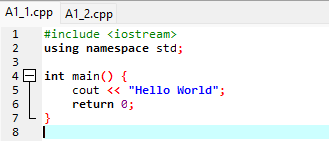 A1_1.cpp A1_2.cpp
1 #include <iostream>
2 using namespace std;
3
4 int main() {
5     cout << "Hello World";
6     return 0;
7 }
8